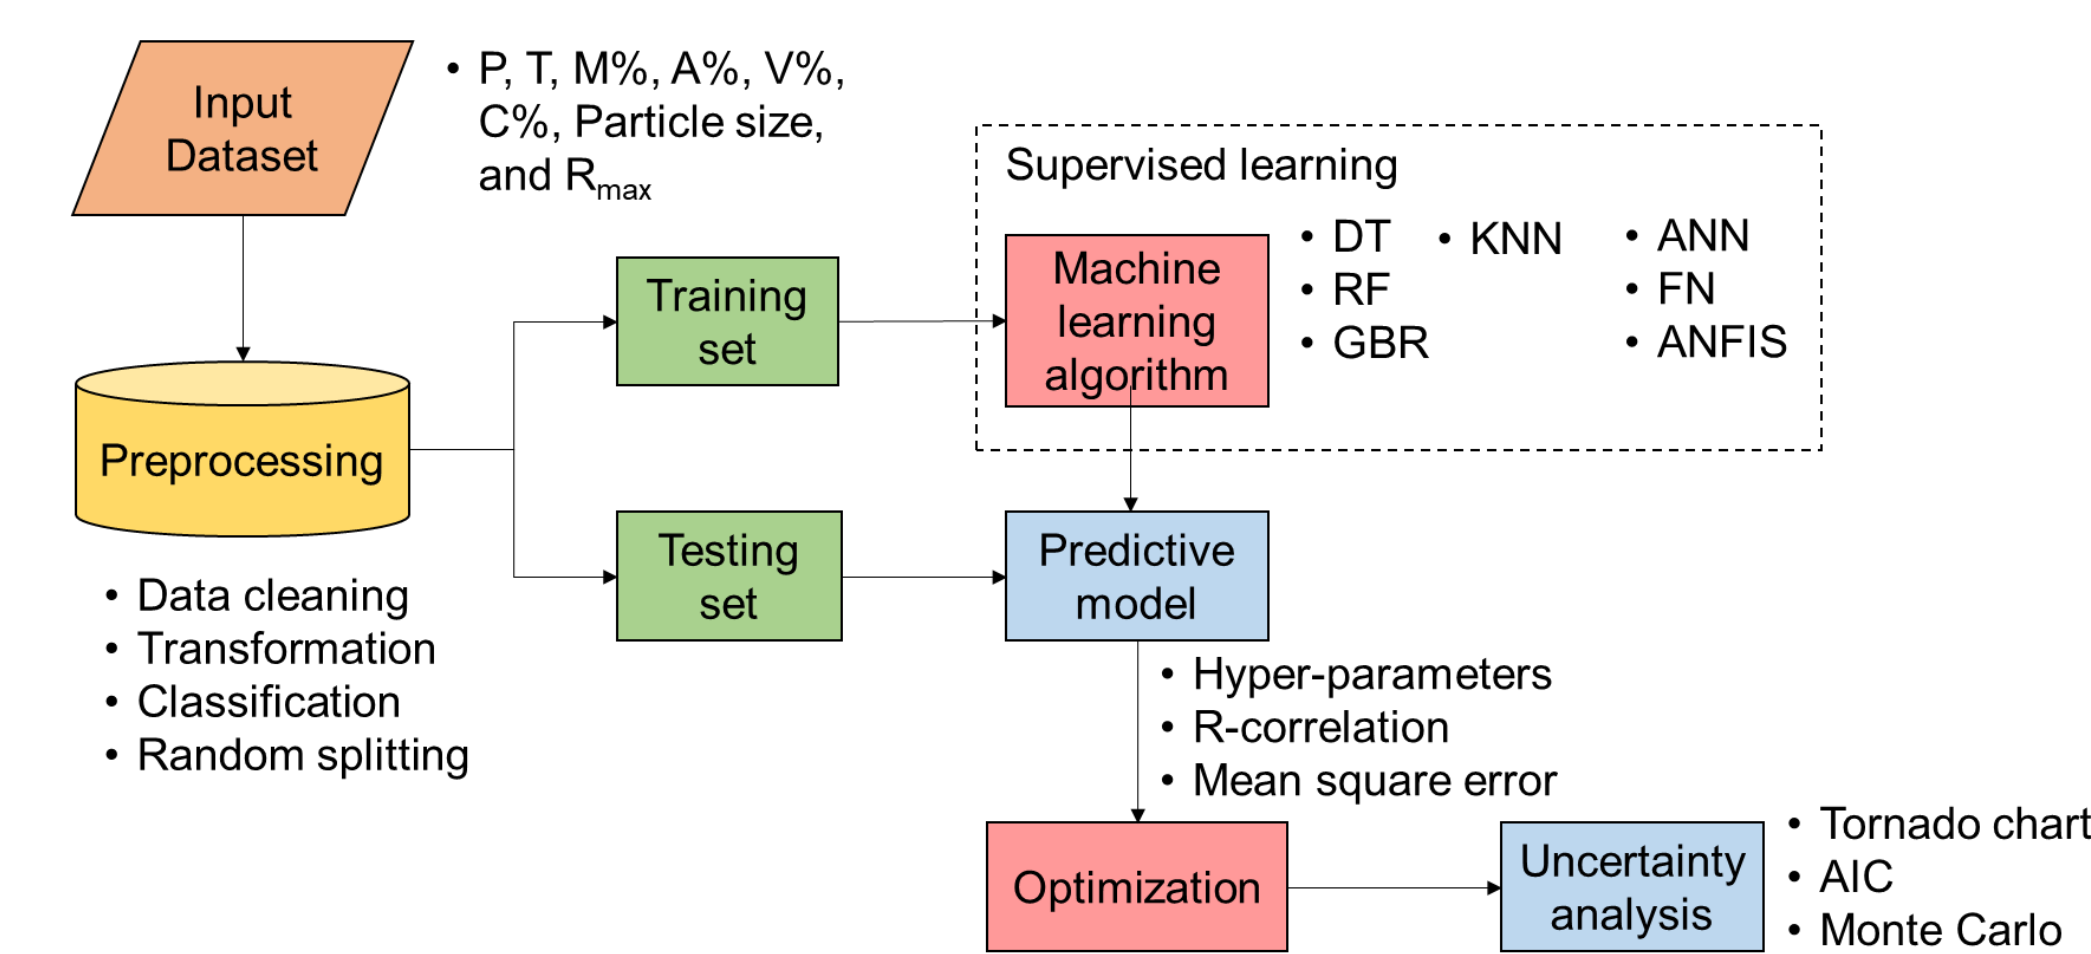 Input
Dataset
• P, T, M%, A%, V%,
C%, Particle size,
and Rmax
Supervised learning
Training
set
Machine
learning
algorithm
• DT
• RF
• GBR
• KNN
• ANN
• FN
• ANFIS
Preprocessing
• Data cleaning
• Transformation
• Classification
• Random splitting
Testing
set
Predictive
model
• Hyper-parameters
• R-correlation
• Mean square error
Optimization
Uncertainty
analysis
• Tornado chart
• AIC
• Monte Carlo